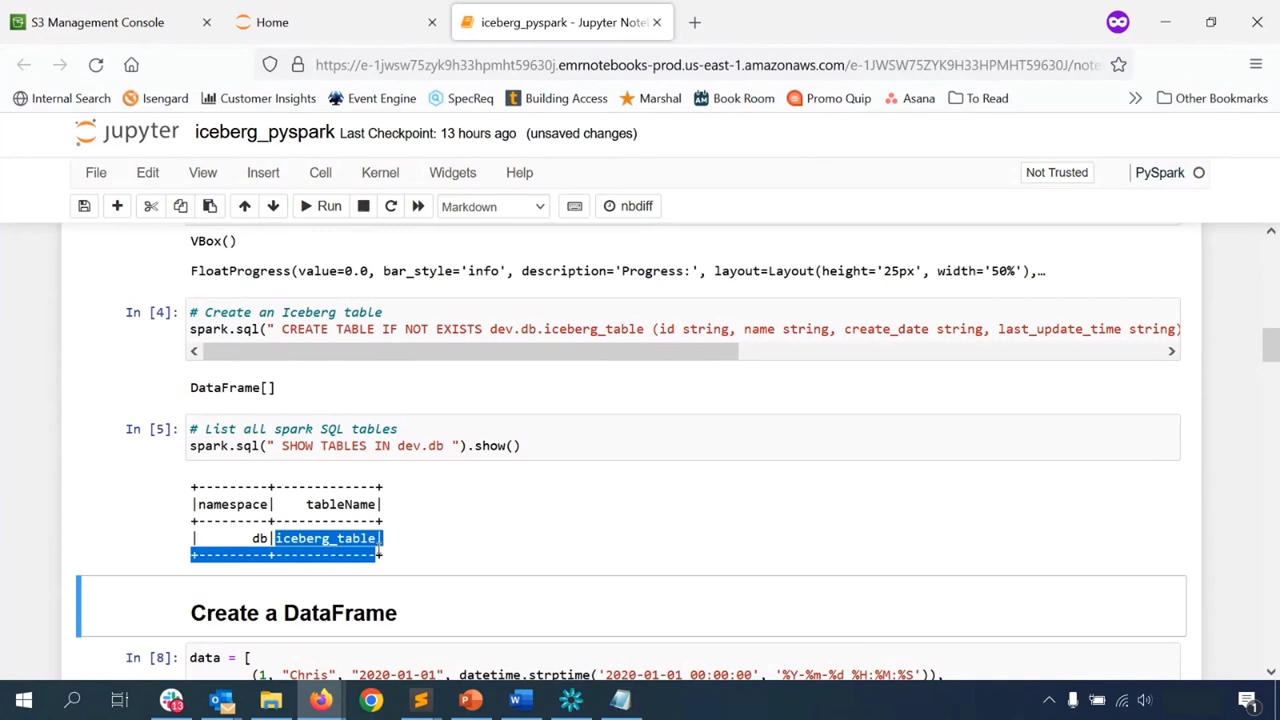 S3 Management Console
Home
iceberg_pyspark - Jupyter Note
https://e-1jwsw75zyk9h33hpmht59630j.emrnotebooks-prod.us-east-1.amazonaws.com/e-1JWSW75ZYK9H33HPMHT59630J/note
Internal Search Isengard Customer Insights Event Engine SpecReq Building Access Marshal Book Room Promo Quip Asana To Read Other Bookmarks
jupyter iceberg_pyspark Last Checkpoint: 13 hours ago (unsaved changes)
File Edit View Insert Cell Kernel Widgets Help Not Trusted PySpark
Run Markdown nbdiff
VBox()
FloatProgress(value=0.0, bar_style='info', description='Progress:', layout=Layout(height='25px', width='50%'),…
In [4]: # Create an Iceberg table
spark.sql(" CREATE TABLE IF NOT EXISTS dev.db.iceberg_table (id string, name string, create_date string, last_update_time string)
DataFrame[]
In [5]: # List all spark SQL tables
spark.sql(" SHOW TABLES IN dev.db ").show()
+---------+-------------+
|namespace|    tableName|
+---------+-------------+
|       db|iceberg_table|
+---------+-------------+
Create a DataFrame
In [8]: data = [
(1, "Chris", "2020-01-01", datetime.strptime('2020-01-01 00:00:00', '%Y-%m-%d %H:%M:%S')),
13
1